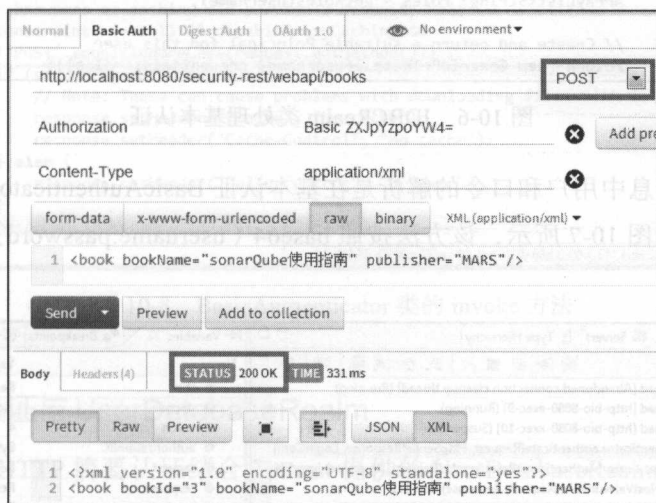 Normal Basic Auth Digest Auth OAuth 1.0 No environment
http://localhost:8080/security-rest/webapi/books POST
Authorization Basic ZXJpYzpoYW4= Add pre
Content-Type application/xml
form-data x-www-form-urlencoded raw binary XML (application/xml)
1 <book bookName="sonarQube使用指南" publisher="MARS"/>
Send Preview Add to collection
Body Headers (4) STATUS 200 OK TIME 331 ms
Pretty Raw Preview JSON XML
1 <?xml version="1.0" encoding="UTF-8" standalone="yes"?>
2 <book bookId="3" bookName="sonarQube使用指南" publisher="MARS"/>